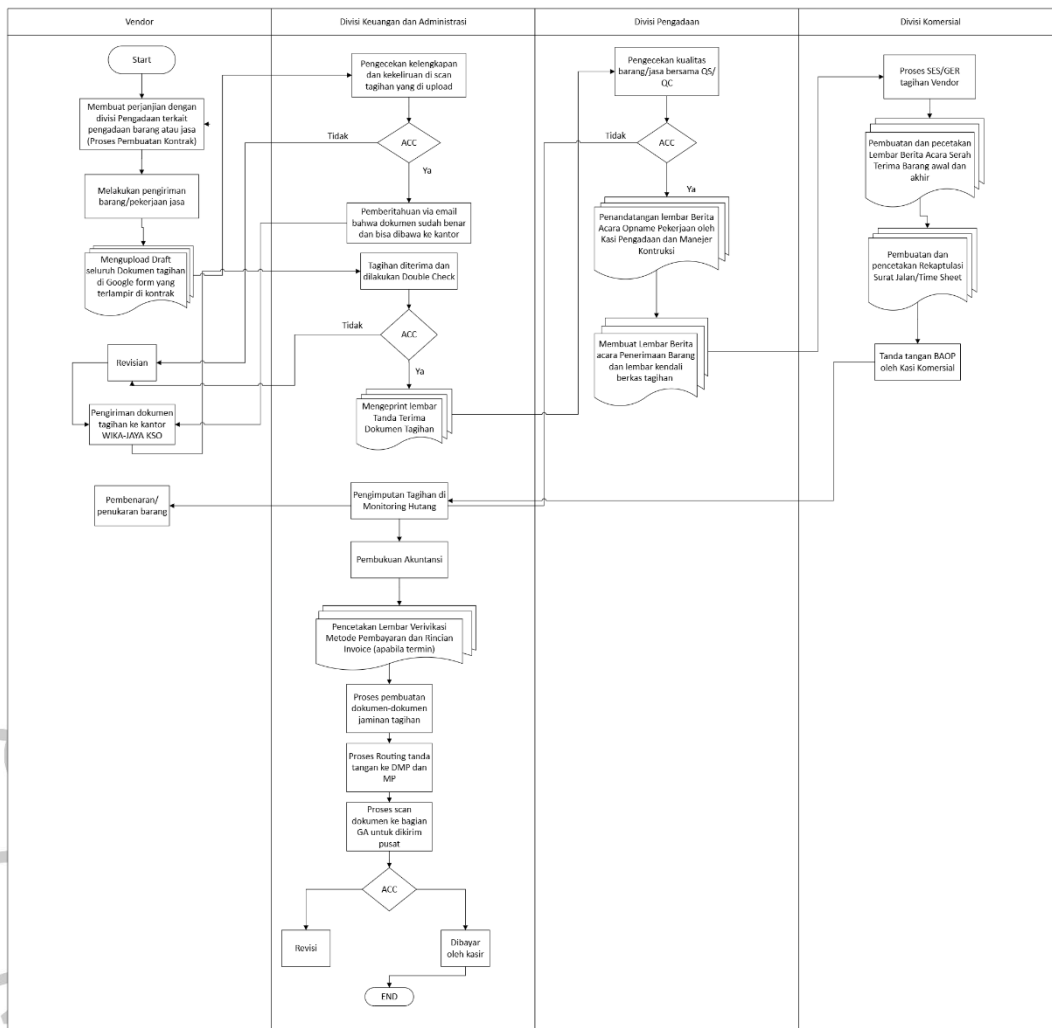 Vendor
Divisi Keuangan dan Administrasi
Divisi Pengadaan
Divisi Komersial
Start
Membuat perjanjian dengan
divisi Pengadaan terkait
pengadaan barang atau jasa
(Proses Pembuatan Kontrak)
Melakukan pengiriman
barang/pekerjaan jasa
Mengupload Draft
seluruh Dokumen tagihan
di Google form yang
terlampir di kontrak
Revisian
Pengiriman dokumen
tagihan ke kantor
WIKA-JAYA KSO
Pembenaran/
penukaran barang
Pengecekan kelengkapan
dan kekeliruan di scan
tagihan yang di upload
Tidak
ACC
Ya
Pemberitahuan via email
bahwa dokumen sudah benar
dan bisa dibawa ke kantor
Tagihan diterima dan
dilakukan Double Check
Tidak
ACC
Ya
Mengeprint lembar
Tanda Terima
Dokumen Tagihan
Pengimputan Tagihan di
Monitoring Hutang
Pembukuan Akuntansi
Pencetakan Lembar Verivikasi
Metode Pembayaran dan Rincian
Invoice (apabila termin)
Proses pembuatan
dokumen-dokumen
jaminan tagihan
Proses Routing tanda
tangan ke DMP dan
MP
Proses scan
dokumen ke bagian
GA untuk dikirim
pusat
ACC
Revisi
Dibayar
oleh kasir
END
Pengecekan kualitas
barang/jasa bersama QS/
QC
Tidak
ACC
Ya
Penandatangan lembar Berita
Acara Opname Pekerjaan oleh
Kasi Pengadaan dan Manejer
Kontruksi
Membuat Lembar Berita
acara Penerimaan Barang
dan lembar kendali
berkas tagihan
Proses SES/GER
tagihan Vendor
Pembuatan dan pecetakan
Lembar Berita Acara Serah
Terima Barang awal dan
akhir
Pembuatan dan
pencetakan Rekaptulasi
Surat Jalan/Time Sheet
Tanda tangan BAOP
oleh Kasi Komersial